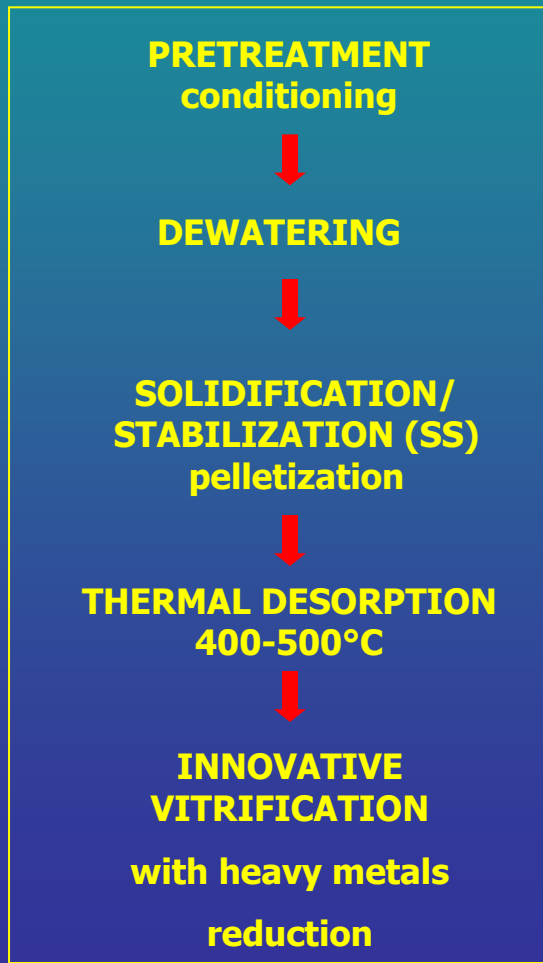 PRETREATMENT
conditioning
DEWATERING
SOLIDIFICATION/
STABILIZATION (SS)
pelletization
THERMAL DESORPTION
400-500°C
INNOVATIVE
VITRIFICATION
with heavy metals
reduction